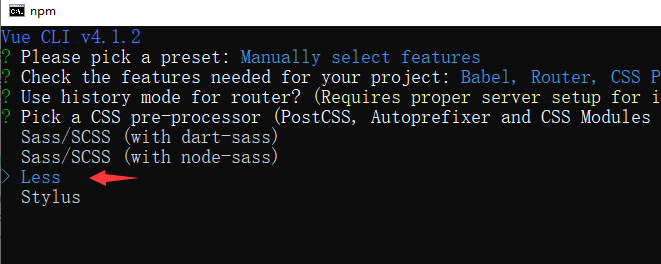 npm
Vue CLI v4.1.2
? Please pick a preset: Manually select features
? Check the features needed for your project: Babel, Router, CSS P
? Use history mode for router? (Requires proper server setup for i
? Pick a CSS pre-processor (PostCSS, Autoprefixer and CSS Modules
Sass/SCSS (with dart-sass)
Sass/SCSS (with node-sass)
> Less
Stylus